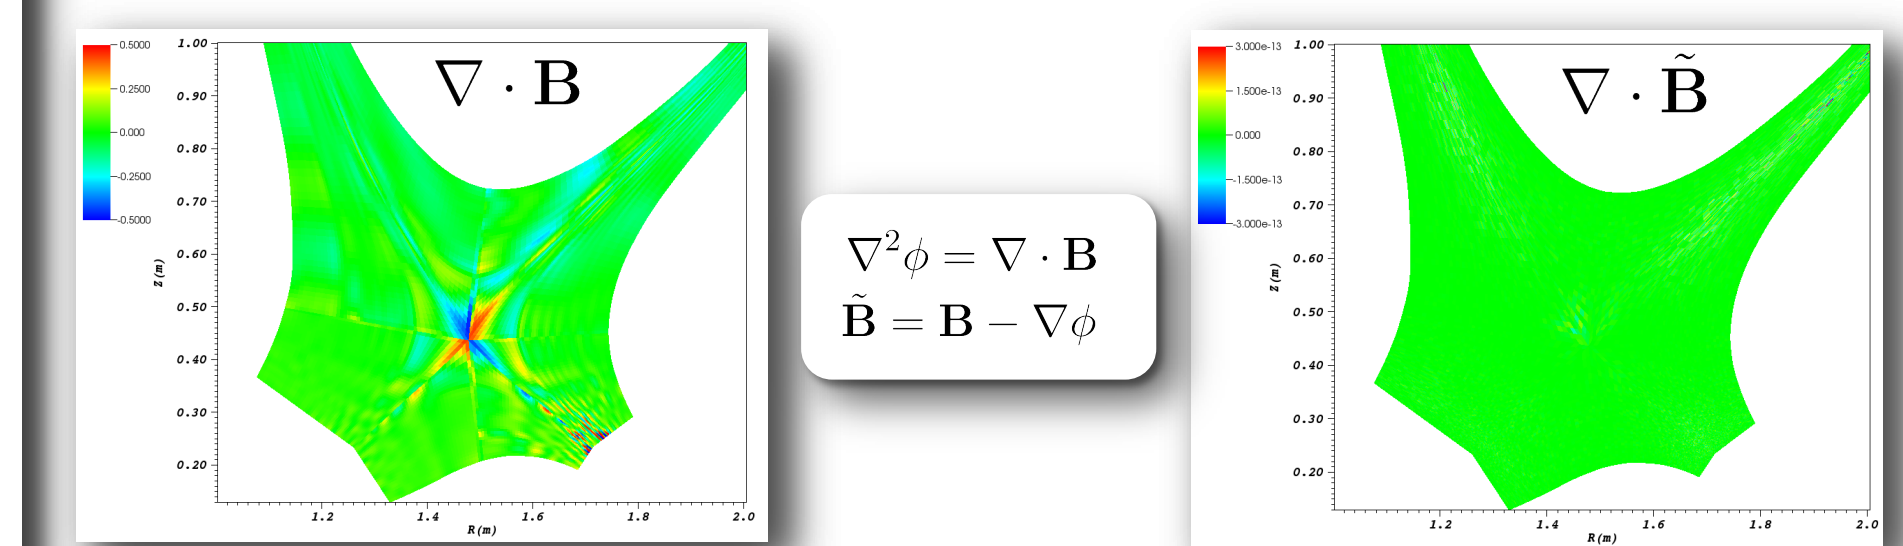 ∇ · B
0.5000
0.2500
0.000
-0.2500
-0.5000
1.00
0.90
0.80
0.70
0.60
0.50
0.40
0.30
0.20
Z(m)
1.2 1.4 1.6 1.8 2.0
R(m)
∇²ϕ = ∇ · B
B̃ = B − ∇ϕ
∇ · B̃
3.000e-13
1.500e-13
0.000
-1.500e-13
-3.000e-13
1.00
0.90
0.80
0.70
0.60
0.50
0.40
0.30
0.20
Z(m)
1.2 1.4 1.6 1.8 2.0
R(m)